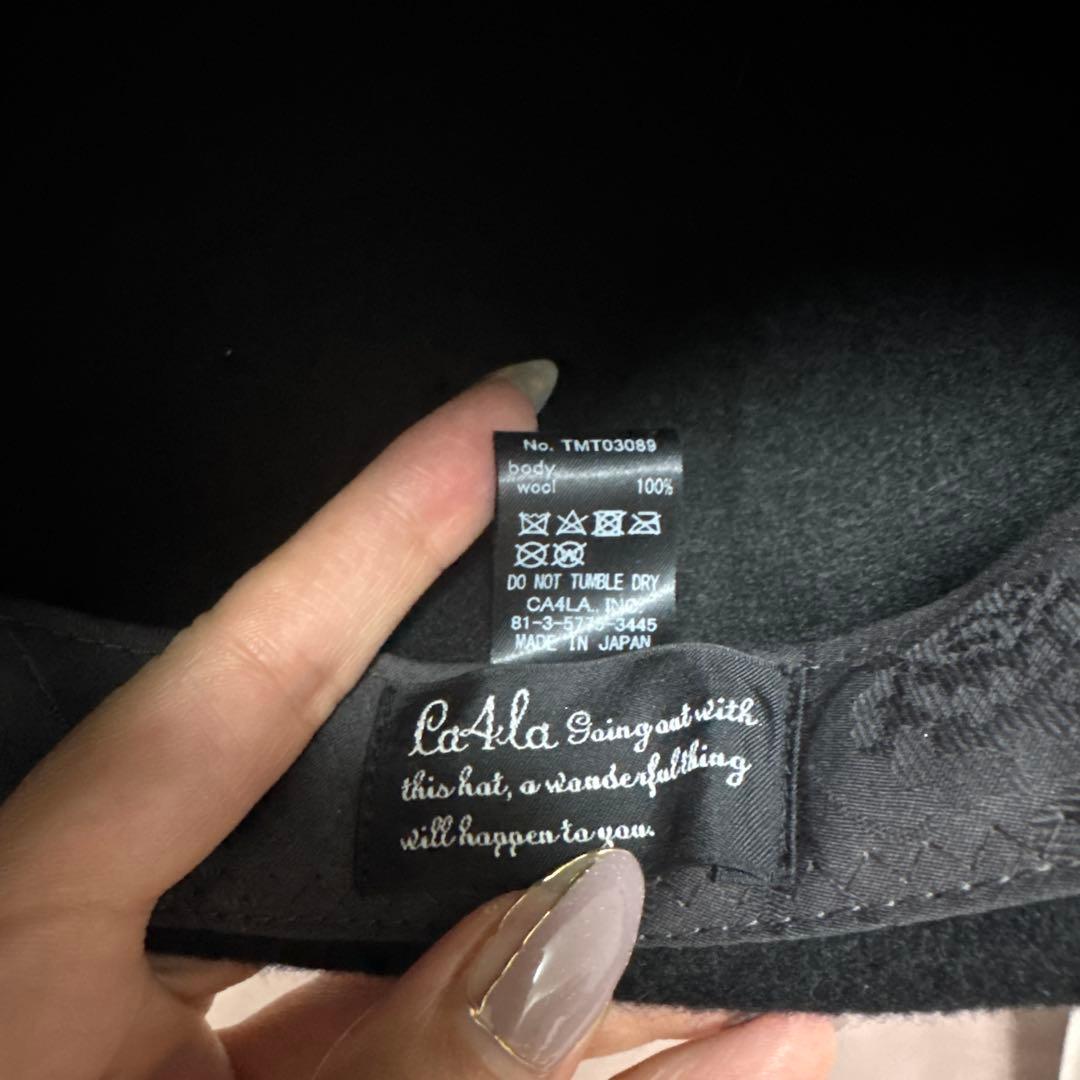 No. TMT03089
body
wool 100%
DO NOT TUMBLE DRY
CA4LA., INC.
81-3-5775-3445
MADE IN JAPAN
Ca4la Going out with
this hat, a wonderful thing
will happen to you.